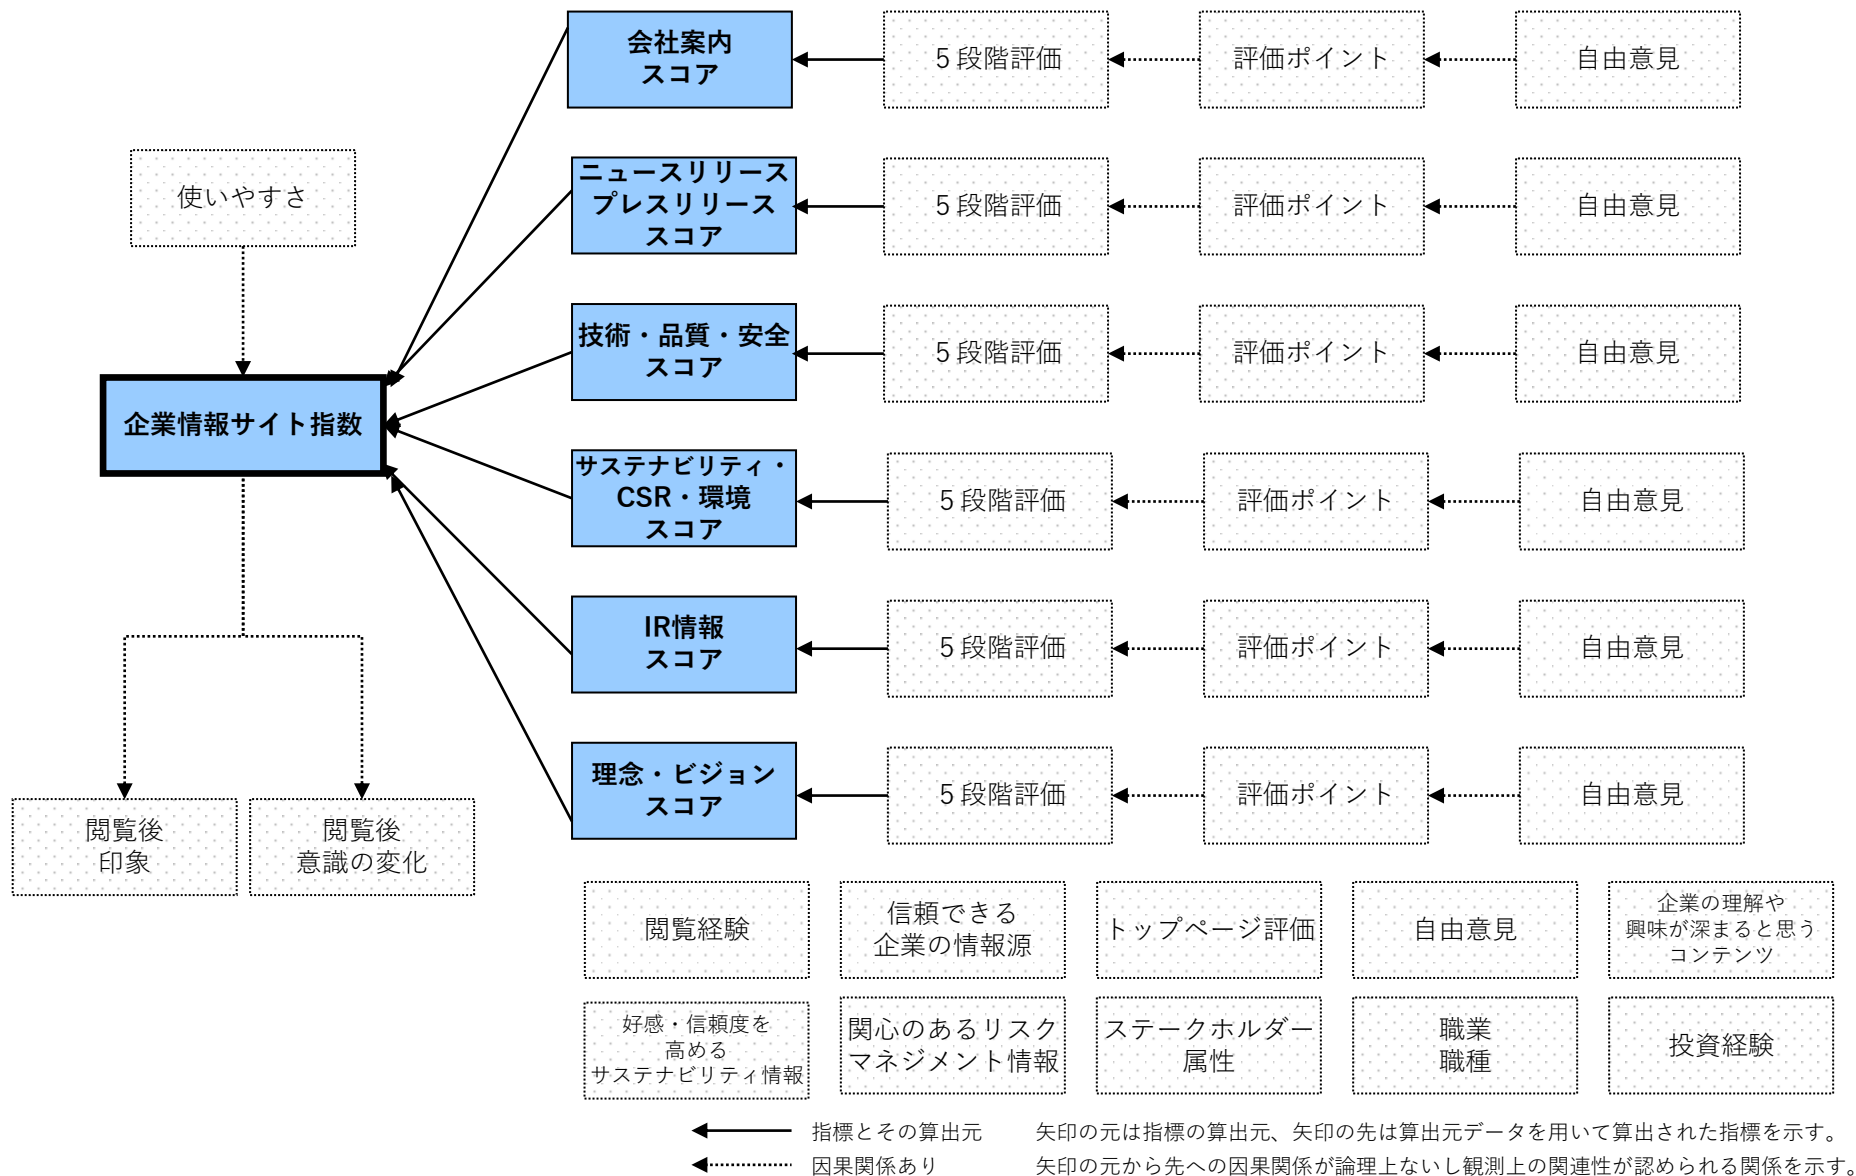 会社案内
スコア
5段階評価
評価ポイント
自由意見
使いやすさ
ニュースリリース
プレスリリース
スコア
5段階評価
評価ポイント
自由意見
技術・品質・安全
スコア
5段階評価
評価ポイント
自由意見
企業情報サイト指数
サステナビリティ・
CSR・環境
スコア
5段階評価
評価ポイント
自由意見
IR情報
スコア
5段階評価
評価ポイント
自由意見
理念・ビジョン
スコア
5段階評価
評価ポイント
自由意見
閲覧後
印象
閲覧後
意識の変化
閲覧経験
信頼できる
企業の情報源
トップページ評価
自由意見
企業の理解や
興味が深まると思う
コンテンツ
好感・信頼度を
高める
サステナビリティ情報
関心のあるリスク
マネジメント情報
ステークホルダー
属性
職業
職種
投資経験
指標とその算出元 矢印の元は指標の算出元、矢印の先は算出元データを用いて算出された指標を示す。
因果関係あり 矢印の元から先への因果関係が論理上ないし観測上の関連性が認められる関係を示す。